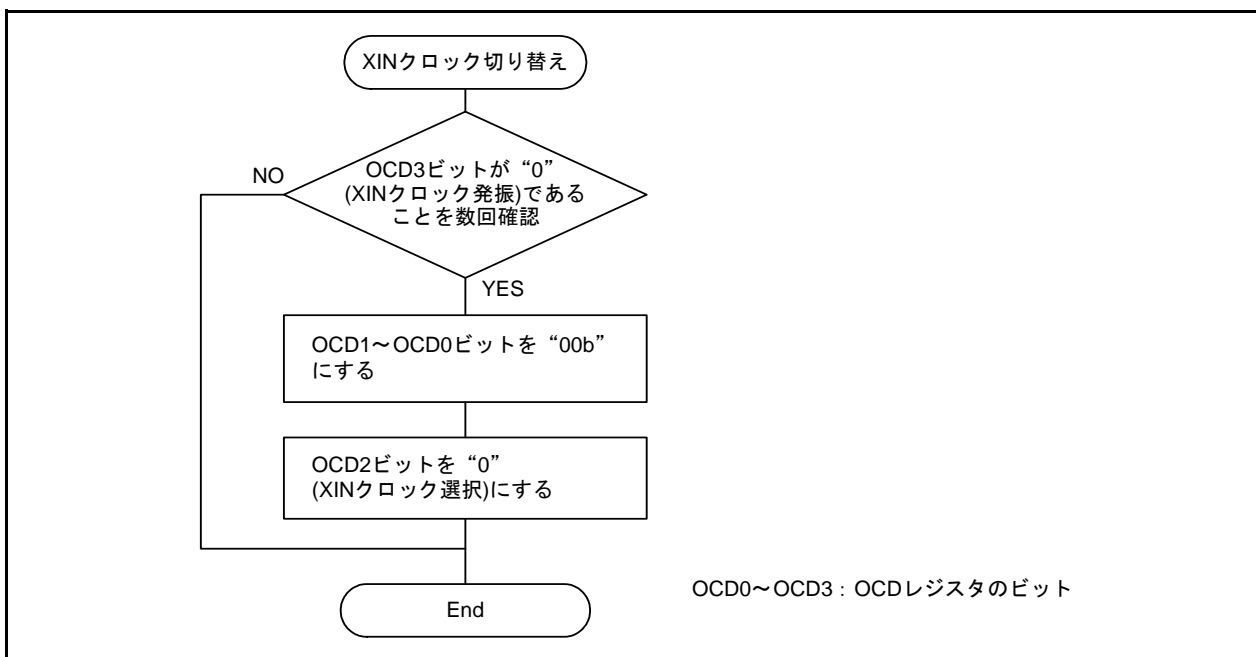 XINクロック切り替え
OCD3ビットが“0”
(XINクロック発振)である
ことを数回確認
NO
YES
OCD1～OCD0ビットを“00b”
にする
OCD2ビットを“0”
(XINクロック選択)にする
End
OCD0～OCD3：OCDレジスタのビット